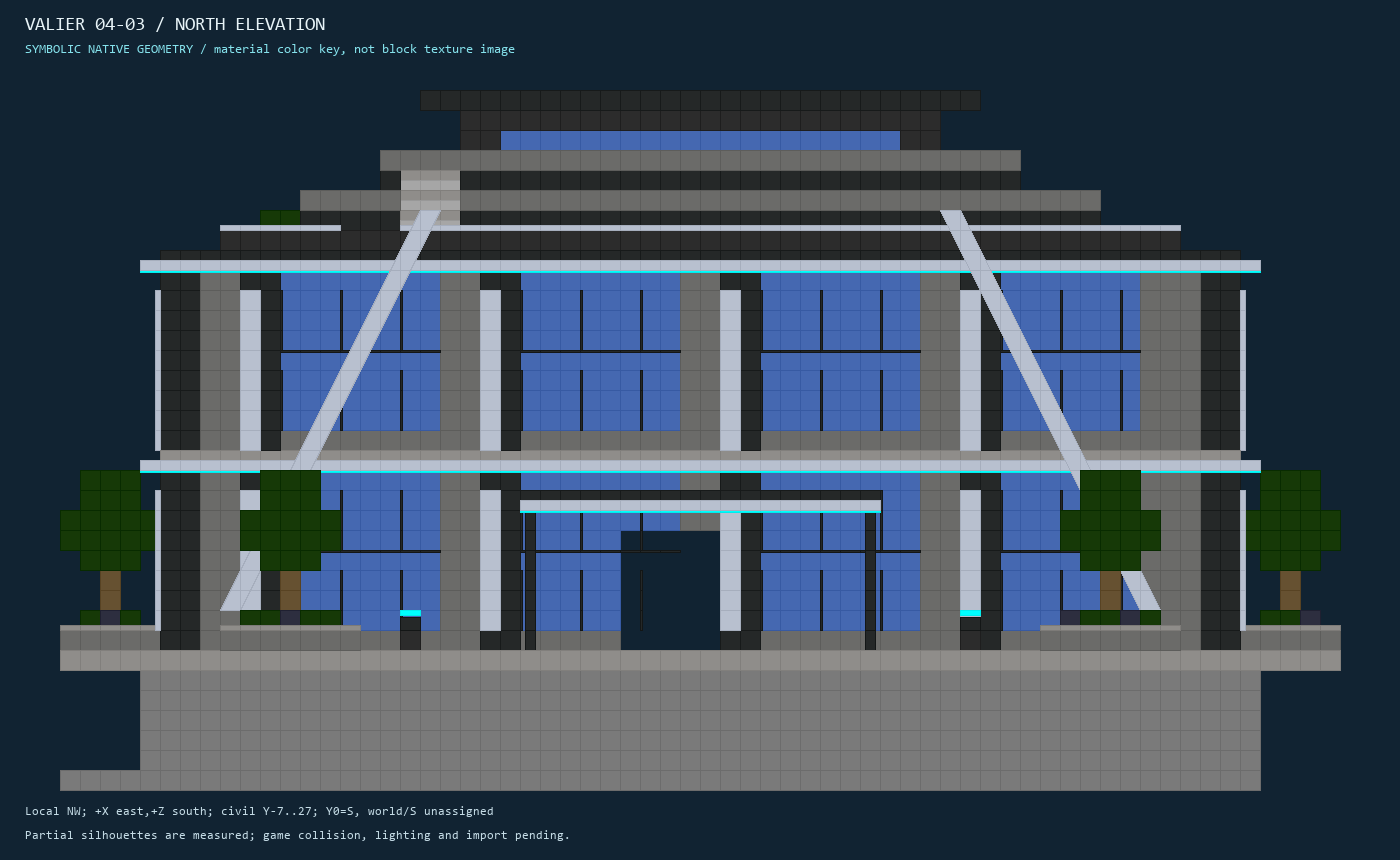 VALIER 04-03 / NORTH ELEVATION
SYMBOLIC NATIVE GEOMETRY / material color key, not block texture image
Local NW; +X east,+Z south; civil Y-7..27; Y0=S, world/S unassigned
Partial silhouettes are measured; game collision, lighting and import pending.